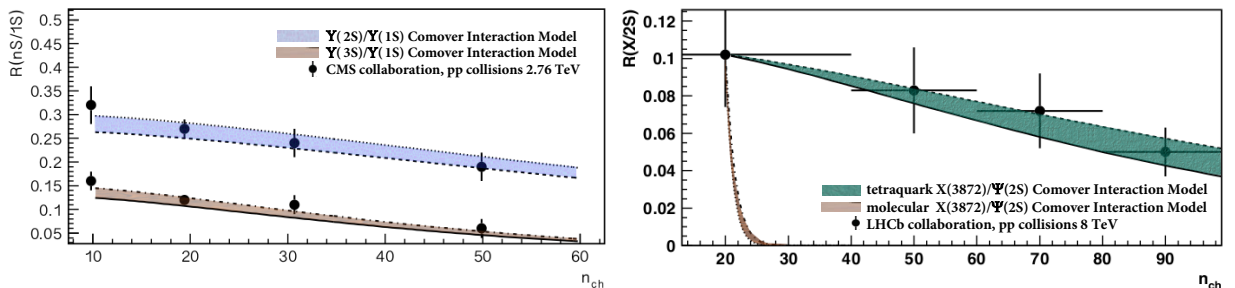 R(nS/1S)
0.5
0.45
0.4
0.35
0.3
0.25
0.2
0.15
0.1
0.05
ϒ(2S)/ϒ(1S) Comover Interaction Model
ϒ(3S)/ϒ(1S) Comover Interaction Model
CMS collaboration, pp collisions 2.76 TeV
10 20 30 40 50 60
n_ch
R(X/2S)
0.12
0.1
0.08
0.06
0.04
0.02
0
tetraquark X(3872)/Ψ(2S) Comover Interaction Model
molecular X(3872)/Ψ(2S) Comover Interaction Model
LHCb collaboration, pp collisions 8 TeV
20 30 40 50 60 70 80 90
n_ch